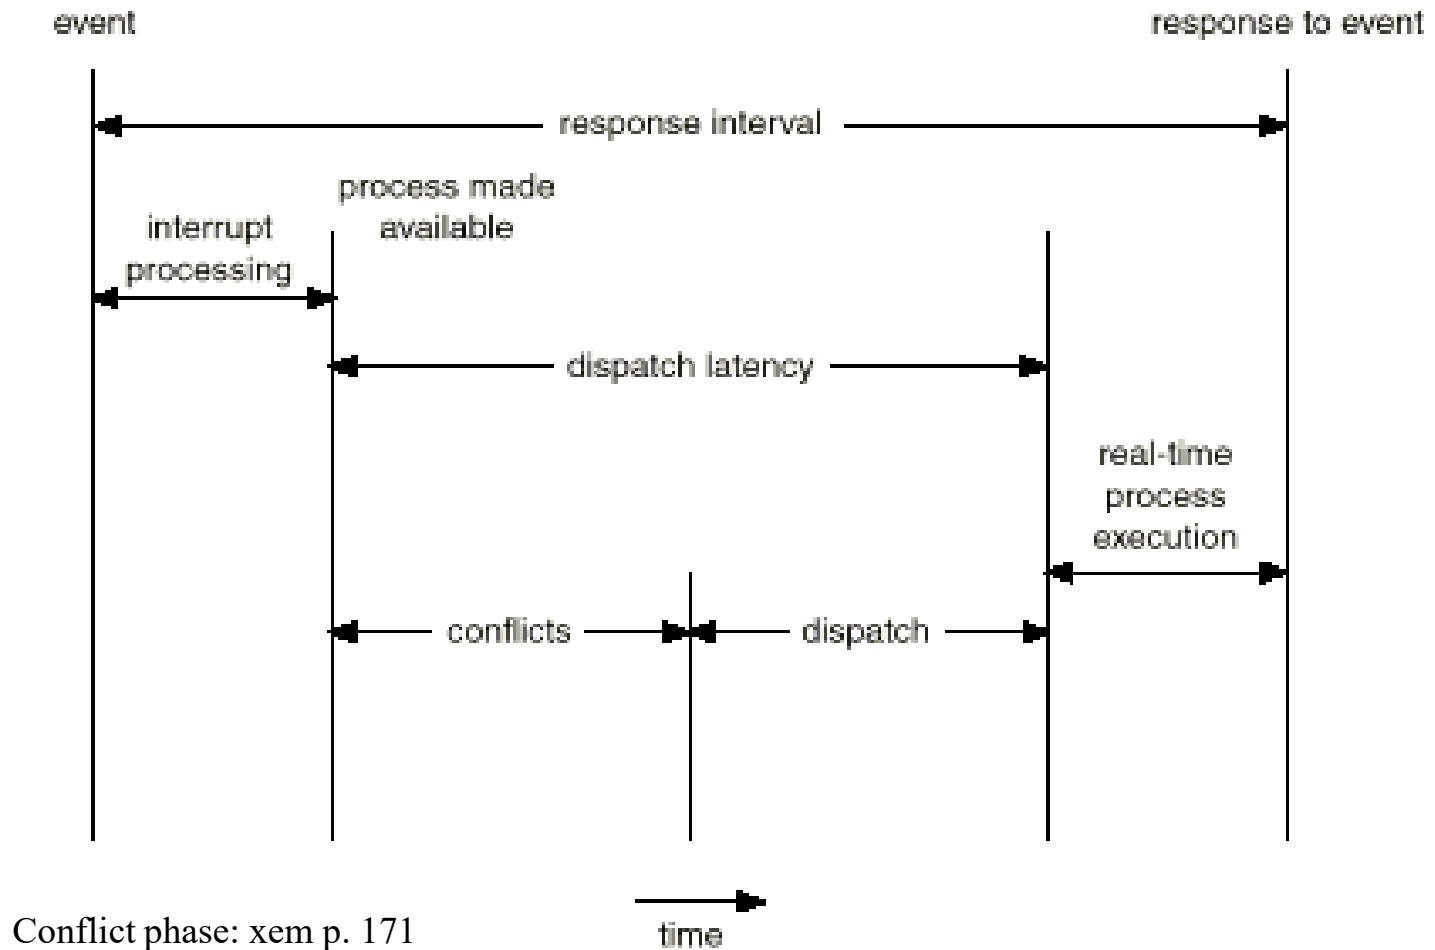 event
response to event
response interval
process made
available
interrupt
processing
dispatch latency
real-time
process
execution
conflicts
dispatch
time
Conflict phase: xem p. 171